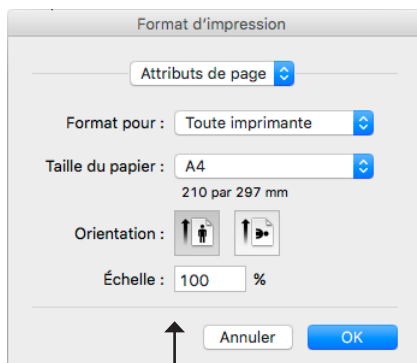 Format d’impression
Attributs de page
Format pour : Toute imprimante
Taille du papier : A4
210 par 297 mm
Orientation :
Échelle : 100 %
Annuler OK